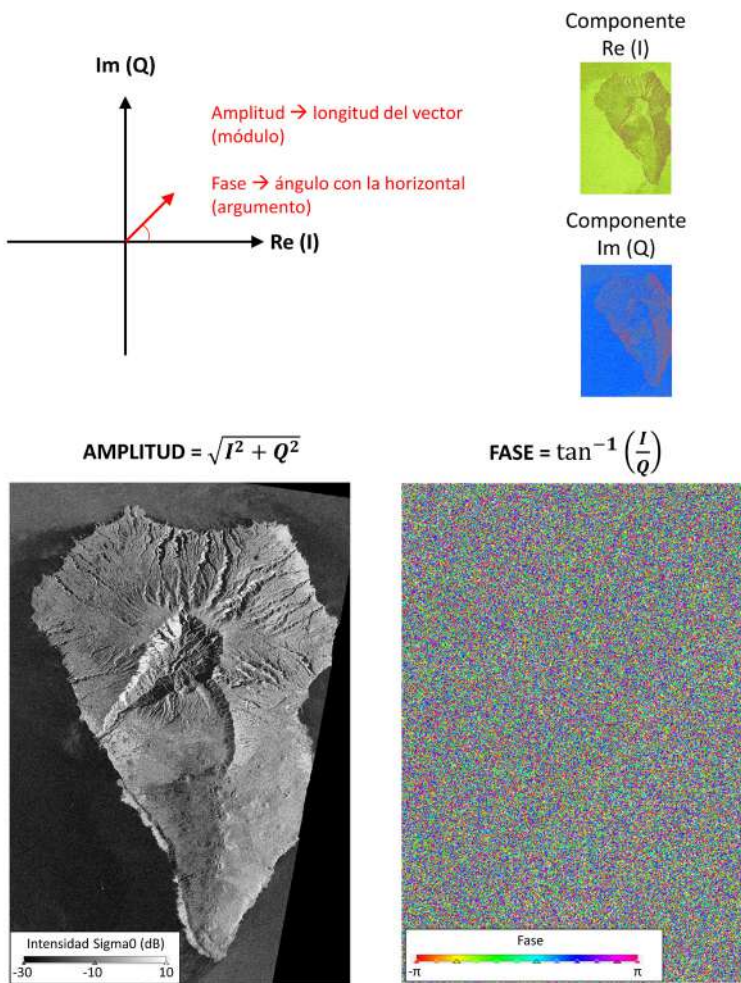 Componente
Re (I)
Im (Q)
Amplitud → longitud del vector
(módulo)
Fase → ángulo con la horizontal
(argumento)
Re (I)
Componente
Im (Q)
AMPLITUD = √(I² + Q²)
FASE = tan⁻¹ (I/Q)
Intensidad Sigma0 (dB)
-30 -10 10
Fase
-π π